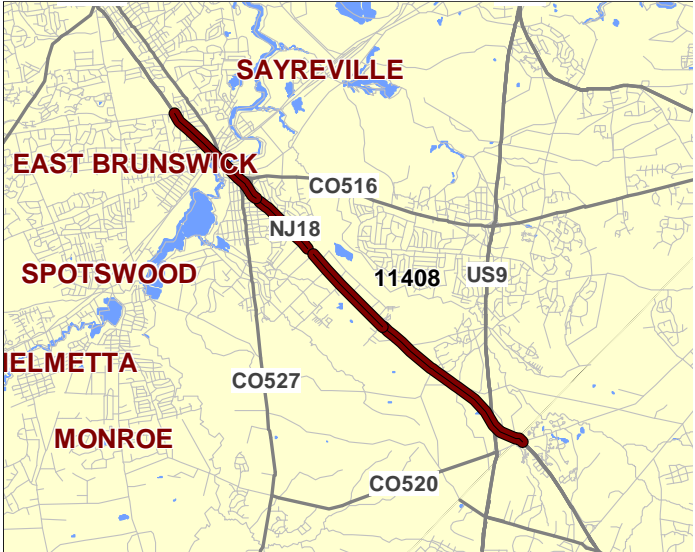 SAYREVILLE
EAST BRUNSWICK
CO516
NJ18
SPOTSWOOD
11408
US9
IELMETTA
CO527
MONROE
CO520